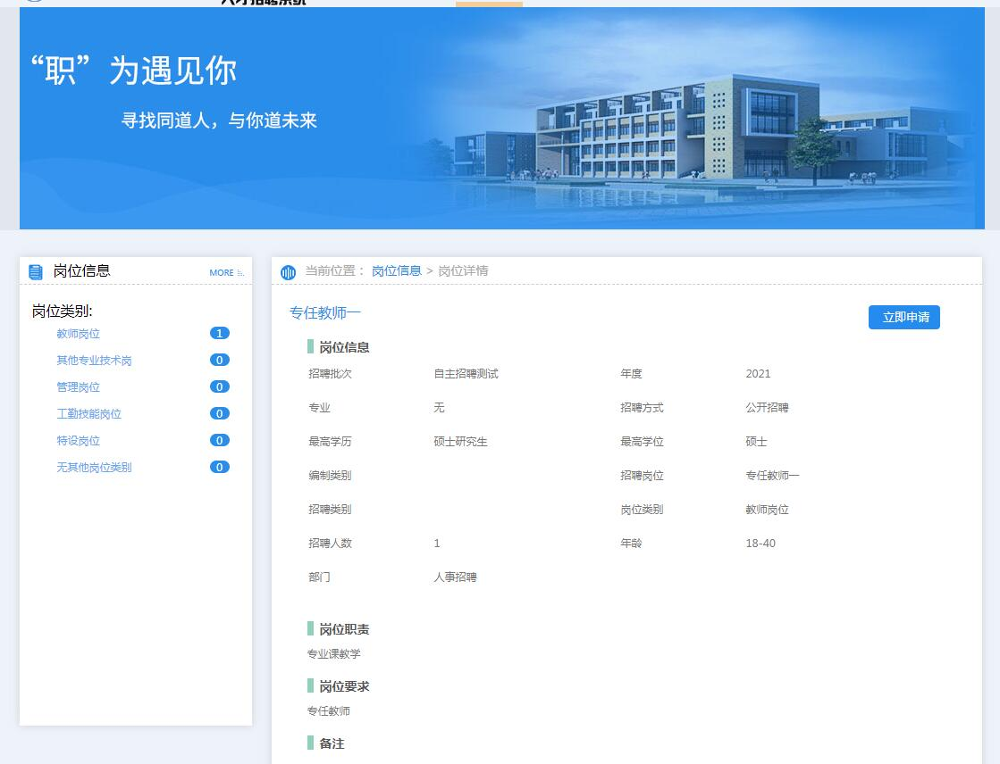 人才招聘系统
“职”为遇见你
寻找同道人，与你道未来
岗位信息 MORE
岗位类别:
教师岗位 1
其他专业技术岗 0
管理岗位 0
工勤技能岗位 0
特设岗位 0
无其他岗位类别 0
当前位置： 岗位信息 > 岗位详情
专任教师一 立即申请
岗位信息
招聘批次 自主招聘测试 年度 2021
专业 无 招聘方式 公开招聘
最高学历 硕士研究生 最高学位 硕士
编制类别 招聘岗位 专任教师一
招聘类别 岗位类别 教师岗位
招聘人数 1 年龄 18-40
部门 人事招聘
岗位职责
专业课教学
岗位要求
专任教师
备注